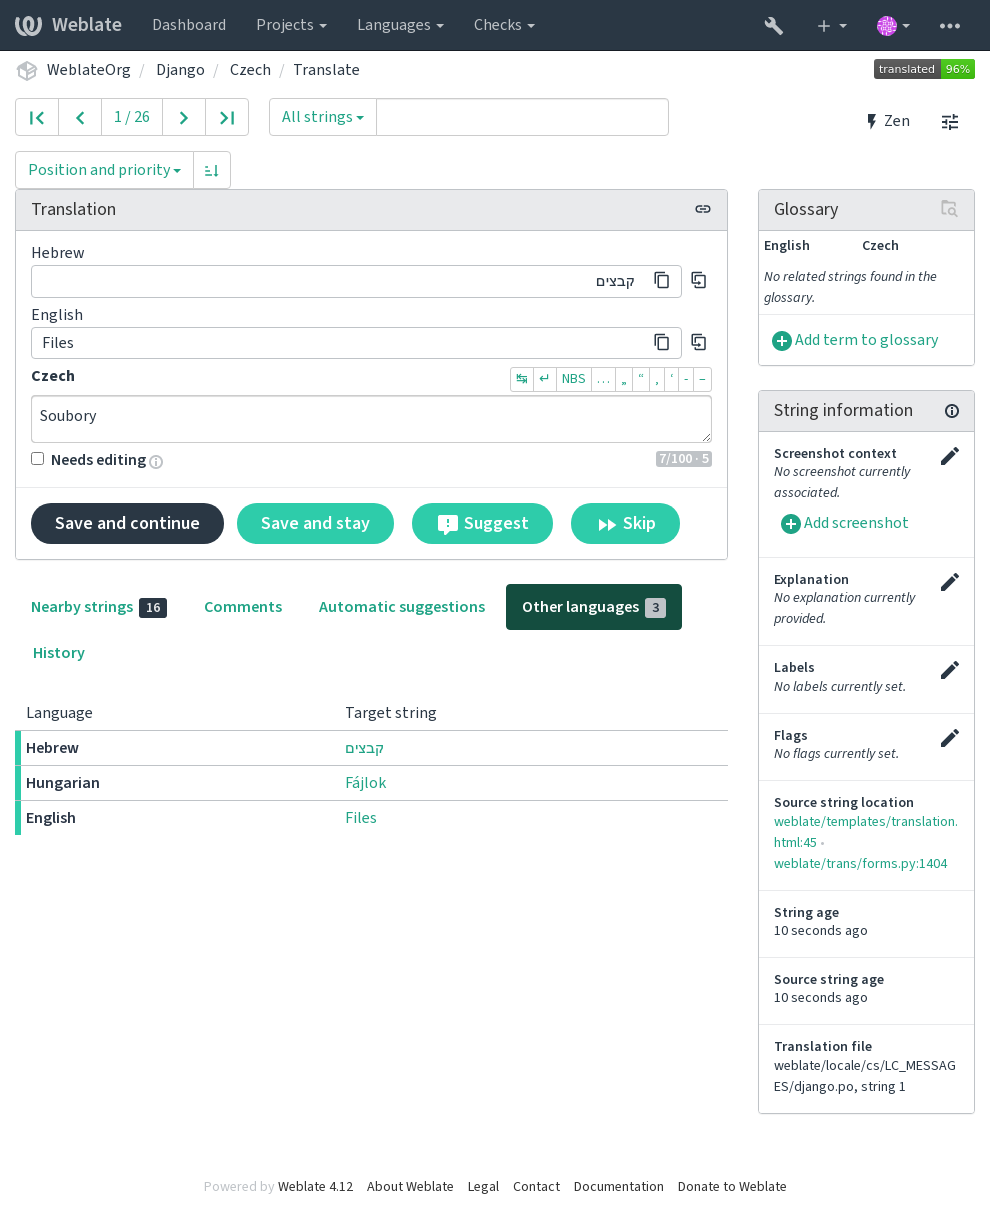 Weblate Dashboard Projects Languages Checks
WeblateOrg / Django / Czech / Translate
translated 96%
1 / 26
All strings
Zen
Position and priority
Translation
Hebrew
קבצים
English
Files
Czech
↹ ↵ NBS … „ “ ‚ ‘ - –
Soubory
Needs editing
7/100 · 5
Save and continue Save and stay Suggest Skip
Nearby strings 16 Comments Automatic suggestions Other languages 3
History
Language Target string
Hebrew קבצים
Hungarian Fájlok
English Files
Glossary
English Czech
No related strings found in the
glossary.
Add term to glossary
String information
Screenshot context
No screenshot currently
associated.
Add screenshot
Explanation
No explanation currently
provided.
Labels
No labels currently set.
Flags
No flags currently set.
Source string location
weblate/templates/translation.
html:45 •
weblate/trans/forms.py:1404
String age
10 seconds ago
Source string age
10 seconds ago
Translation file
weblate/locale/cs/LC_MESSAG
ES/django.po, string 1
Powered by Weblate 4.12 About Weblate Legal Contact Documentation Donate to Weblate